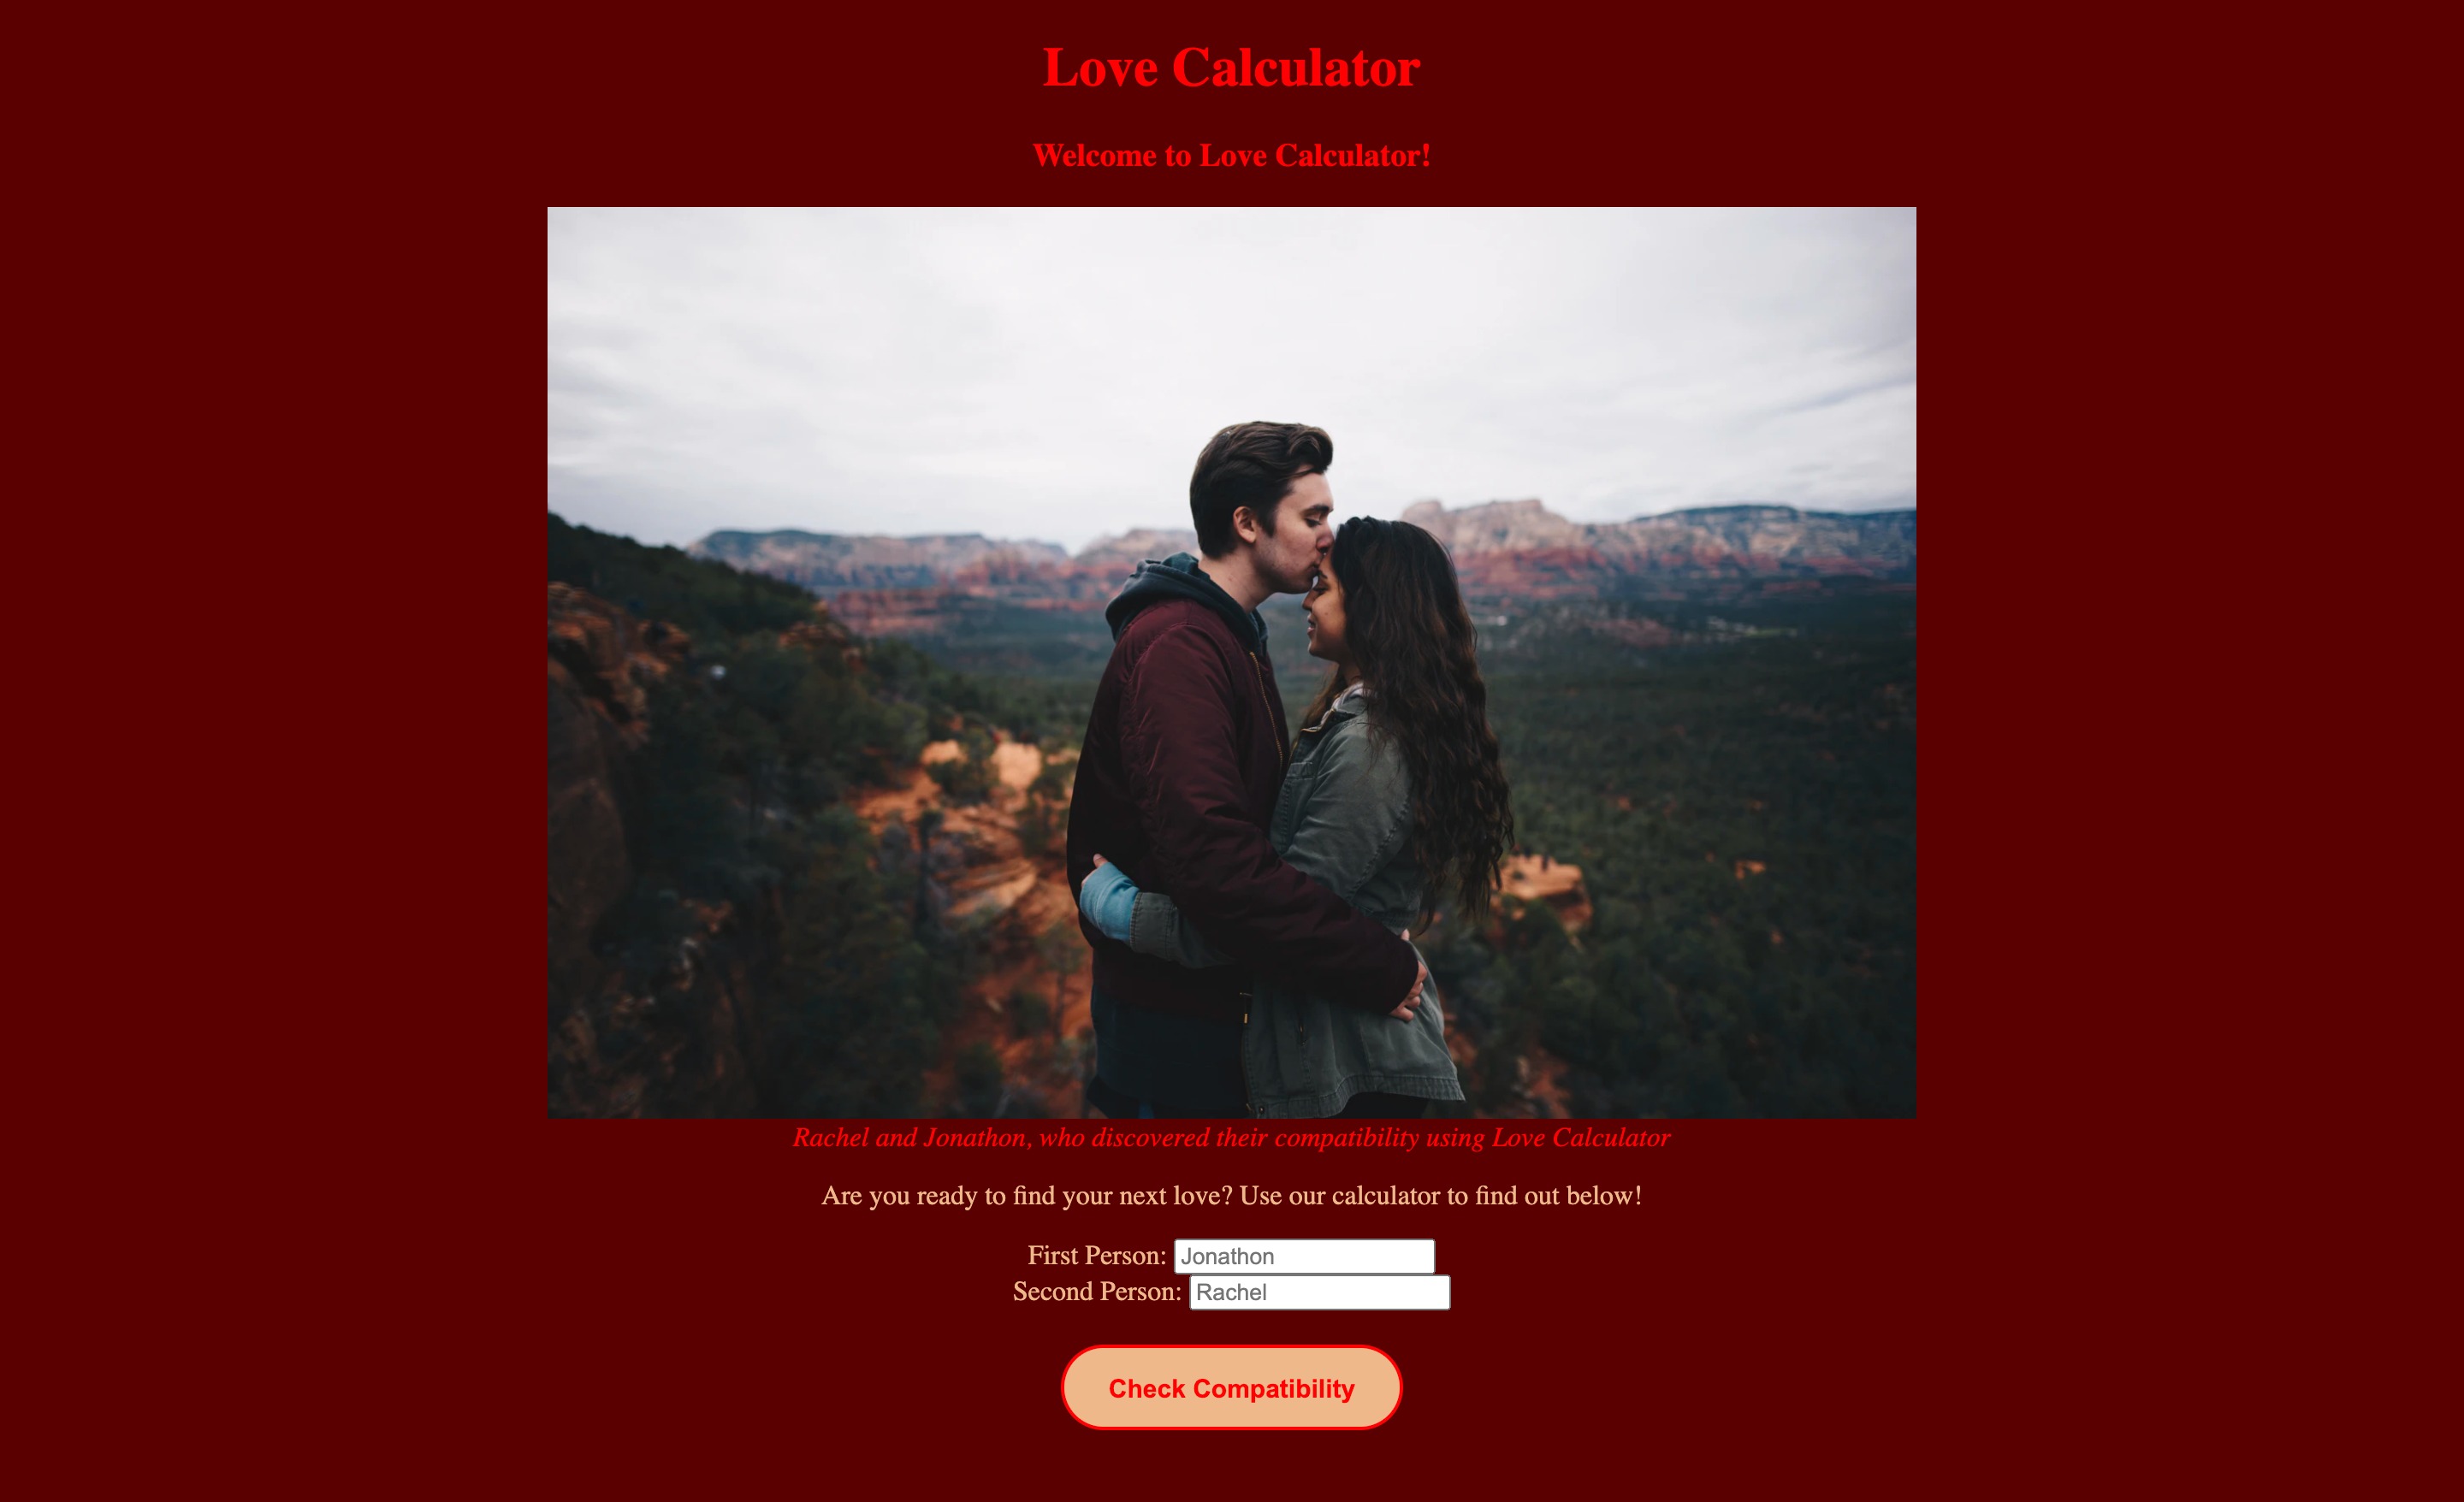 Love Calculator
Welcome to Love Calculator!
Rachel and Jonathon, who discovered their compatibility using Love Calculator
Are you ready to find your next love? Use our calculator to find out below!
First Person: Jonathon
Second Person: Rachel
Check Compatibility